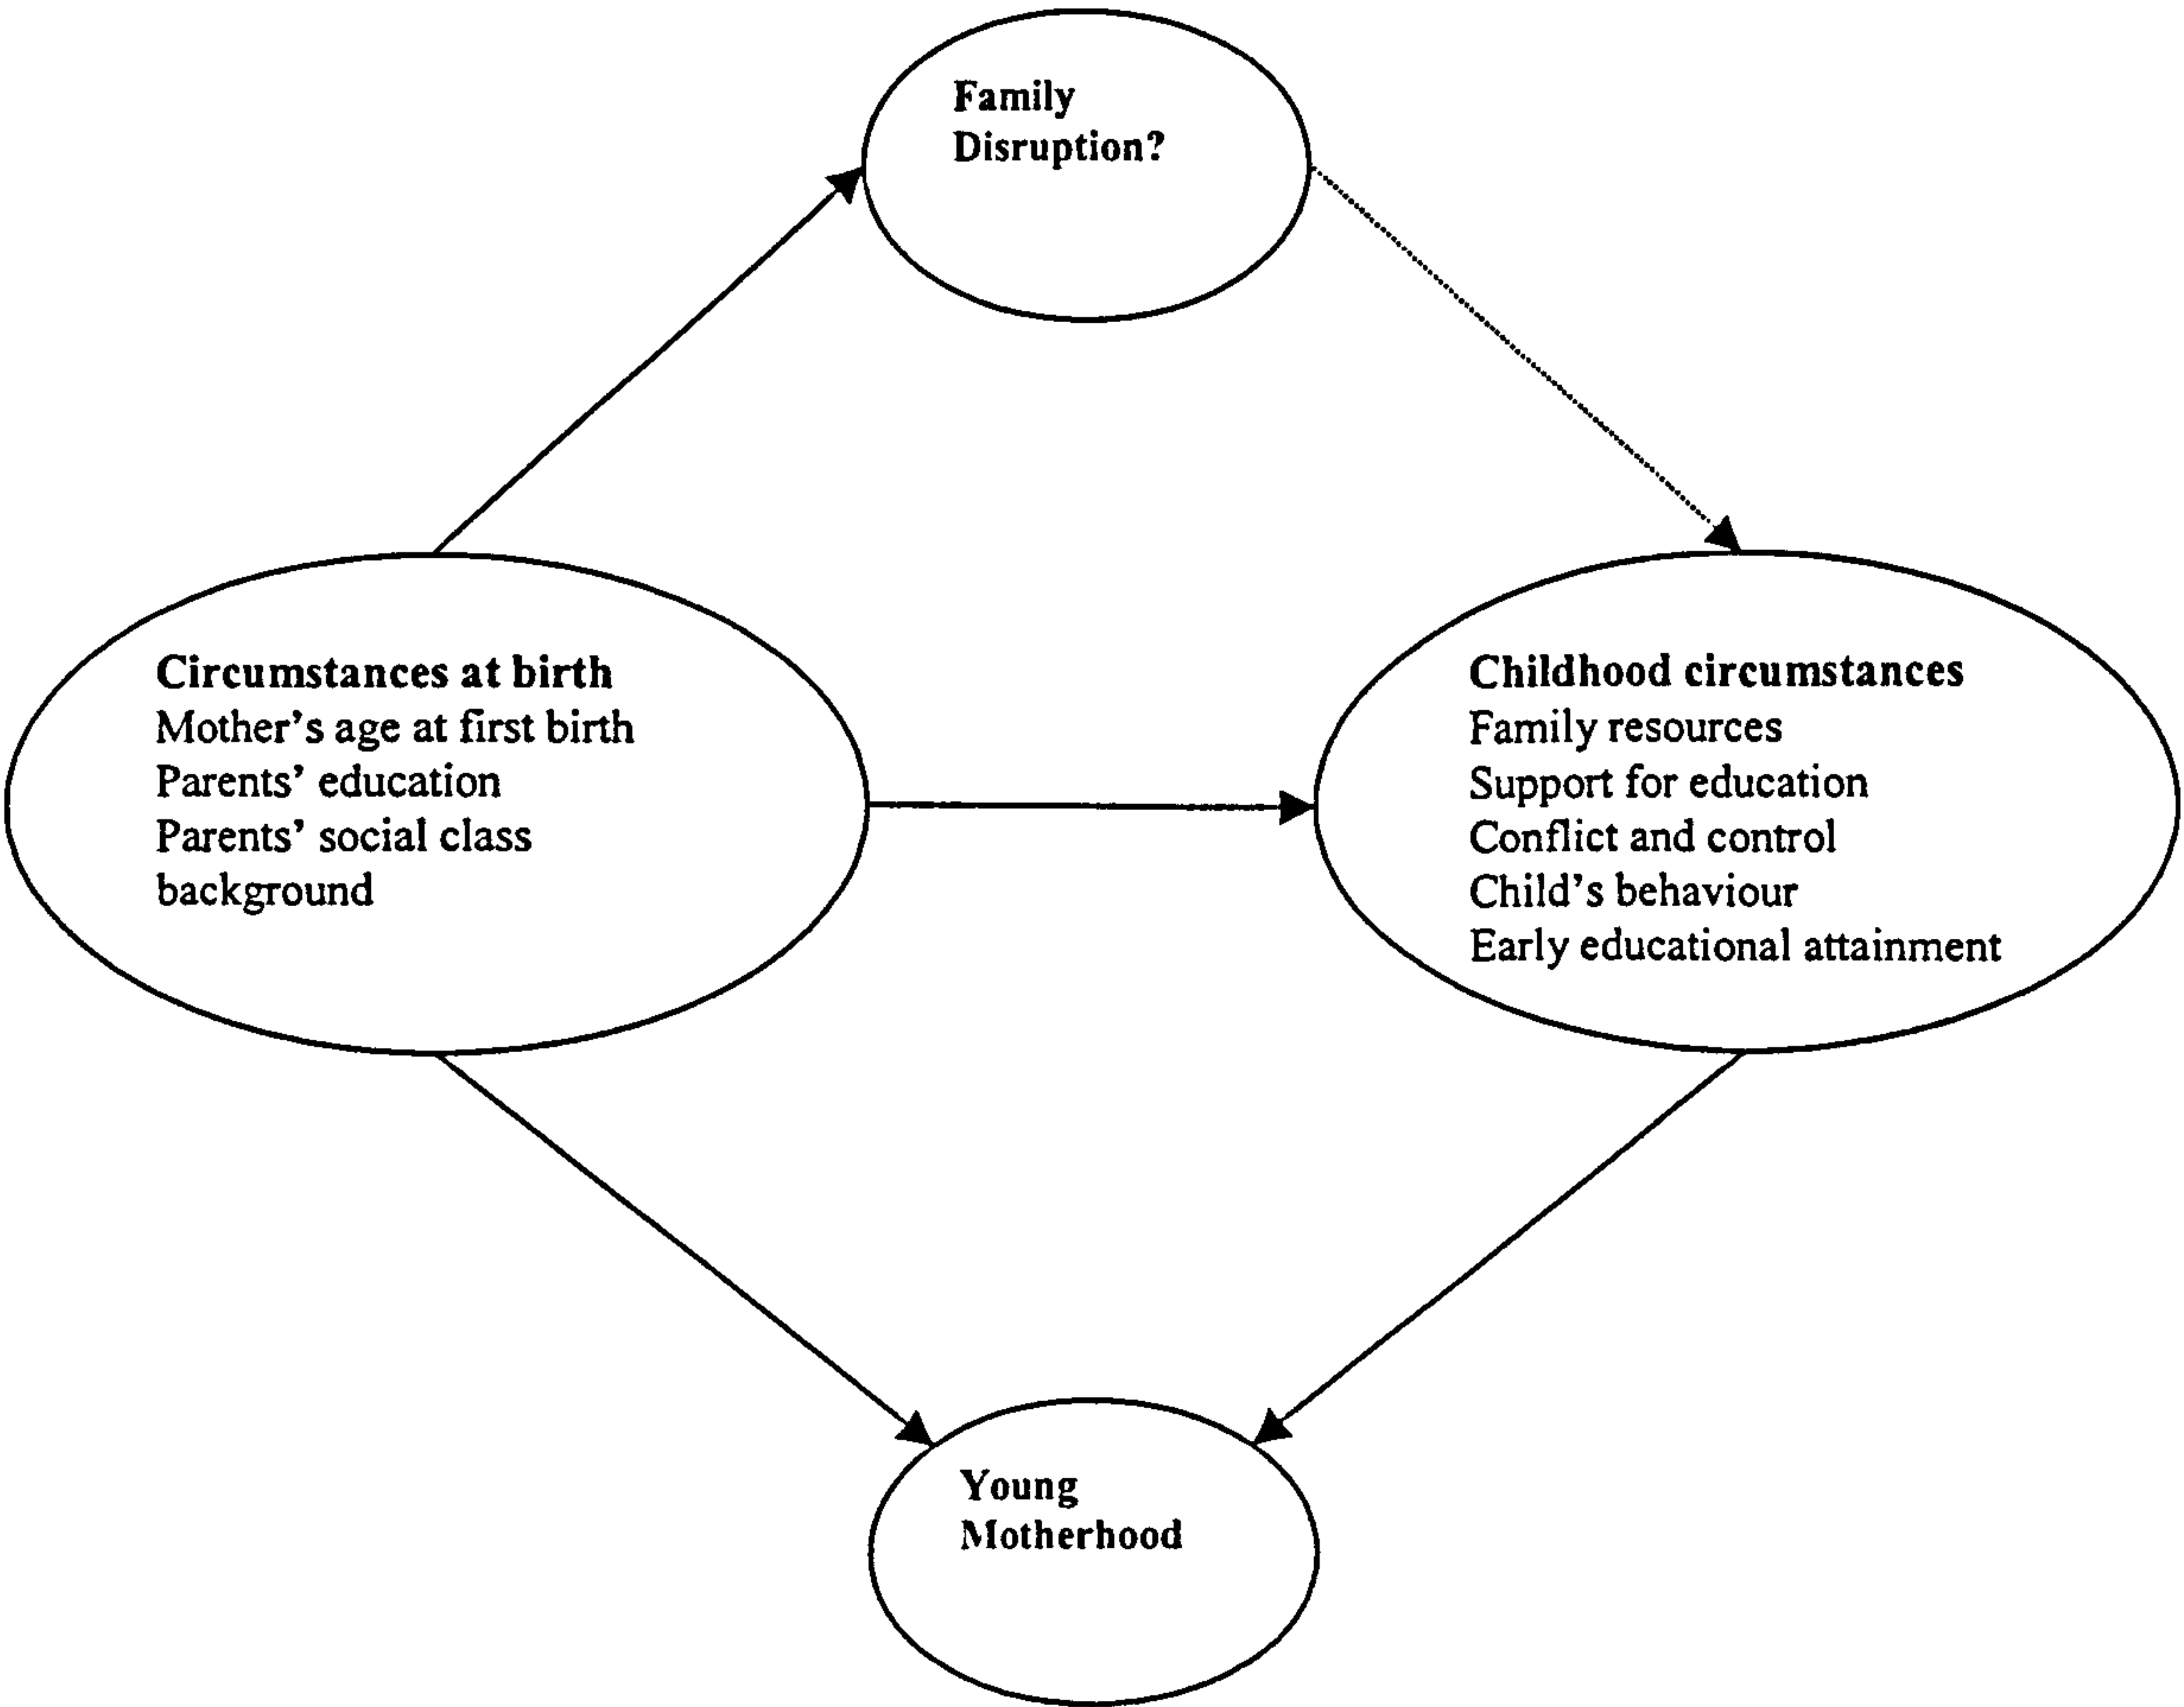 Family
Disruption?
Circumstances at birth
Mother's age at first birth
Parents' education
Parents' social class
background
Childhood circumstances
Family resources
Support for education
Conflict and control
Child's behaviour
Early educational attainment
Young
Motherhood